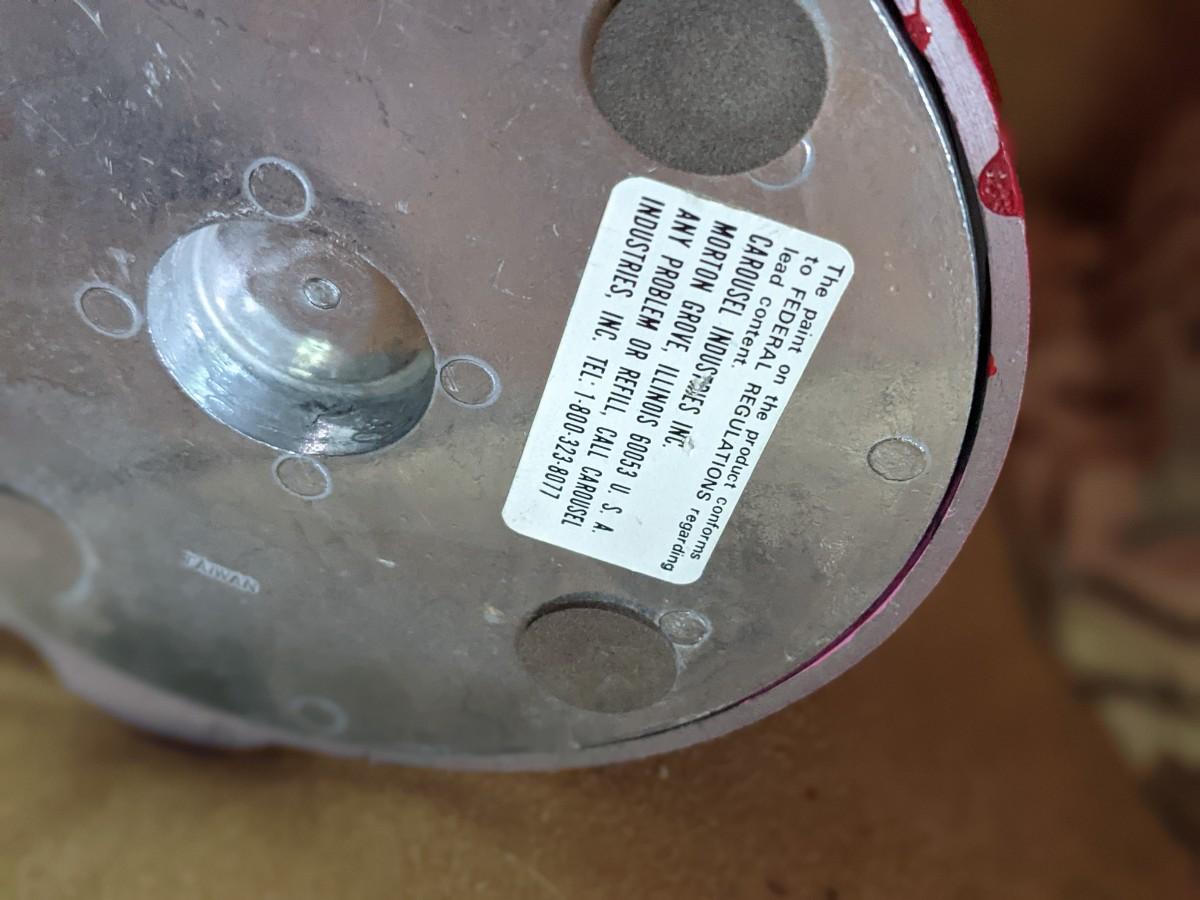 The paint on the product conforms
to FEDERAL REGULATIONS regarding
lead content.
CAROUSEL INDUSTRIES INC.
MORTON GROVE, ILLINOIS 60053 U. S. A.
ANY PROBLEM OR REFILL, CALL CAROUSEL
INDUSTRIES, INC. TEL: 1-800-323-8077
TAIWAN